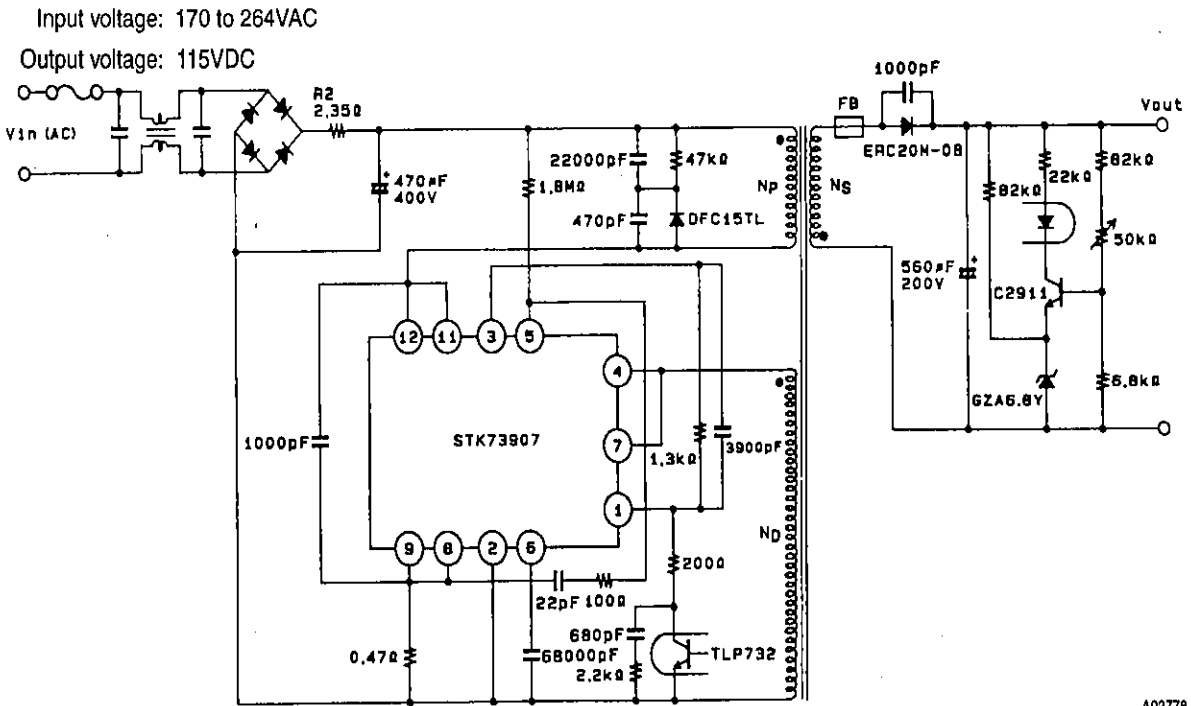 Input voltage: 170 to 264VAC
Output voltage: 115VDC
Vin (AC)
R2
2,35Ω
470μF
400V
1,8MΩ
22000pF
470pF
47kΩ
DFC15TL
NP
NS
FB
1000pF
ERC20M-08
Vout
82kΩ
22kΩ
82kΩ
50kΩ
560μF
200V
C2911
GZA6.8Y
6,8kΩ
12
11
3
5
4
7
1
9
8
2
6
STK73907
1000pF
1,3kΩ
3900pF
ND
200Ω
22pF
100Ω
0,47Ω
68000pF
680pF
2,2kΩ
TLP732
A02778